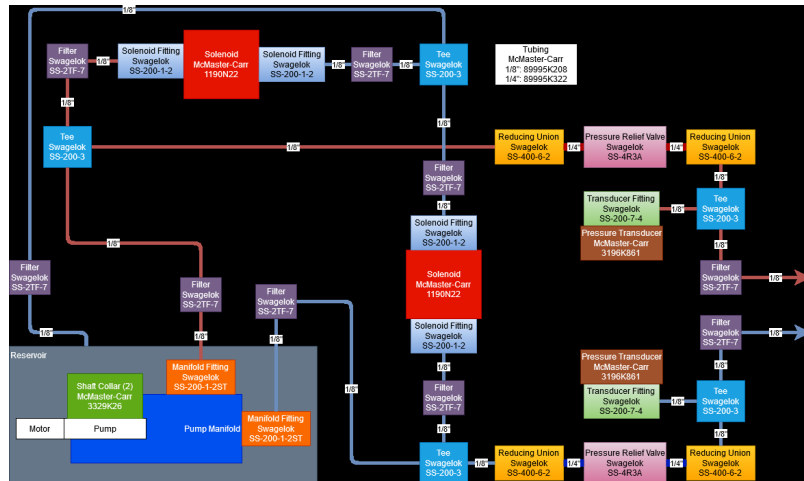 1/8"
Filter
Swagelok
SS-2TF-7
1/8"
Solenoid Fitting
Swagelok
SS-200-1-2
Solenoid
McMaster-Carr
1190N22
Solenoid Fitting
Swagelok
SS-200-1-2
1/8"
Filter
Swagelok
SS-2TF-7
1/8"
Tee
Swagelok
SS-200-3
Tubing
McMaster-Carr
1/8": 89995K208
1/4": 89995K322
1/8"
1/8"
Tee
Swagelok
SS-200-3
1/8"
Reducing Union
Swagelok
SS-400-6-2
1/4"
Pressure Relief Valve
Swagelok
SS-4R3A
1/4"
Reducing Union
Swagelok
SS-400-6-2
1/8"
Filter
Swagelok
SS-2TF-7
1/8"
Transducer Fitting
Swagelok
SS-200-7-4
1/8"
Tee
Swagelok
SS-200-3
Pressure Transducer
McMaster-Carr
3196K861
1/8"
Solenoid Fitting
Swagelok
SS-200-1-2
1/8"
Filter
Swagelok
SS-2TF-7
Filter
Swagelok
SS-2TF-7
Filter
Swagelok
SS-2TF-7
Solenoid
McMaster-Carr
1190N22
Filter
Swagelok
SS-2TF-7
1/8"
1/8"
1/8"
1/8"
Solenoid Fitting
Swagelok
SS-200-1-2
Filter
Swagelok
SS-2TF-7
1/8"
Reservoir
Manifold Fitting
Swagelok
SS-200-1-2ST
1/8"
1/8"
Pressure Transducer
McMaster-Carr
3196K861
1/8"
Shaft Collar (2)
McMaster-Carr
3329K26
Filter
Swagelok
SS-2TF-7
Transducer Fitting
Swagelok
SS-200-7-4
1/8"
Tee
Swagelok
SS-200-3
Motor
Pump
Pump Manifold
Manifold Fitting
Swagelok
SS-200-1-2ST
1/8"
1/8"
Tee
Swagelok
SS-200-3
1/8"
Reducing Union
Swagelok
SS-400-6-2
1/4"
Pressure Relief Valve
Swagelok
SS-4R3A
1/4"
Reducing Union
Swagelok
SS-400-6-2